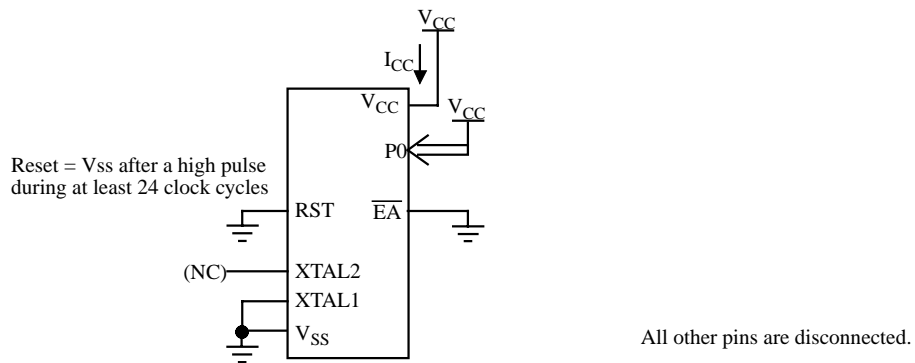 VCC
ICC
VCC
VCC
P0
Reset = Vss after a high pulse
during at least 24 clock cycles
RST
EA
(NC)
XTAL2
XTAL1
VSS
All other pins are disconnected.